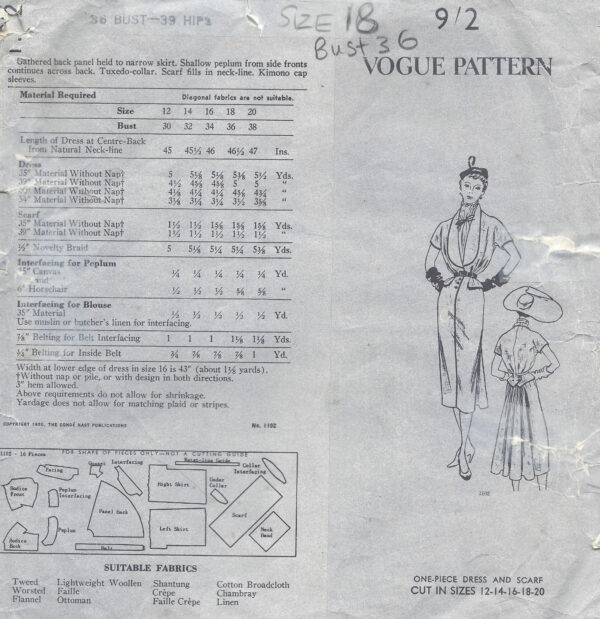 36 BUST—39 HIPS
SIZE 18
Bust 36
9/2
Gathered back panel held to narrow skirt. Shallow peplum from side fronts
continues across back. Tuxedo-collar. Scarf fills in neck-line. Kimono cap
sleeves.
Material Required Diagonal fabrics are not suitable.
Size 12 14 16 18 20
Bust 30 32 34 36 38
Length of Dress at Centre-Back
from Natural Neck-line 45 45½ 46 46½ 47 Ins.
Dress
35" Material Without Nap† 5 5⅛ 5⅛ 5⅜ 5½ Yds.
39" Material Without Nap† 4½ 4⅝ 4⅝ 5 5 "
Material Without Nap† 4⅛ 4¼ 4¼ 4⅝ 4¾ "
54" Material Without Nap† 3⅛ 3¼ 3¼ 3½ 3⅝ "
Scarf
35" Material Without Nap† 1½ 1½ 1⅝ 1⅝ 1⅝ Yds.
39" Material Without Nap† 1½ 1½ 1½ 1½ 1½ "
½" Novelty Braid 5 5⅛ 5¼ 5¼ 5⅜ Yds.
Interfacing for Peplum
Canvas ¼ ¼ ¼ ¼ ¼ Yd.
and
6" Horsehair ½ ½ ½ ⅝ ⅝ "
Interfacing for Blouse
35" Material ½ ½ ½ ½ ½ Yd.
Use muslin or butcher's linen for interfacing.
⅞" Belting for Belt Interfacing 1 1 1 1⅛ 1⅛ Yds.
¾" Belting for Inside Belt ¾ ⅞ ⅞ ⅞ 1 Yd.
Width at lower edge of dress in size 16 is 43" (about 1⅛ yards).
†Without nap or pile, or with design in both directions.
3" hem allowed.
Above requirements do not allow for shrinkage.
Yardage does not allow for matching plaid or stripes.
COPYRIGHT 1950, THE CONDÉ NAST PUBLICATIONS No. 1102
1102 - 16 Pieces FOR SHAPE OF PIECES ONLY—NOT A CUTTING GUIDE
Facing
Gusset
Interfacing
Waist-line Guide
Collar
Interfacing
Bodice
Front
Peplum
Interfacing
Panel Back
Right Skirt
Under
Collar
Scarf
Peplum
Left Skirt
Neck
Band
Bodice
Back
Belt
SUITABLE FABRICS
Tweed Lightweight Woollen Shantung Cotton Broadcloth
Worsted Faille Crêpe Chambray
Flannel Ottoman Faille Crêpe Linen
VOGUE PATTERN
1102
ONE-PIECE DRESS AND SCARF
CUT IN SIZES 12-14-16-18-20